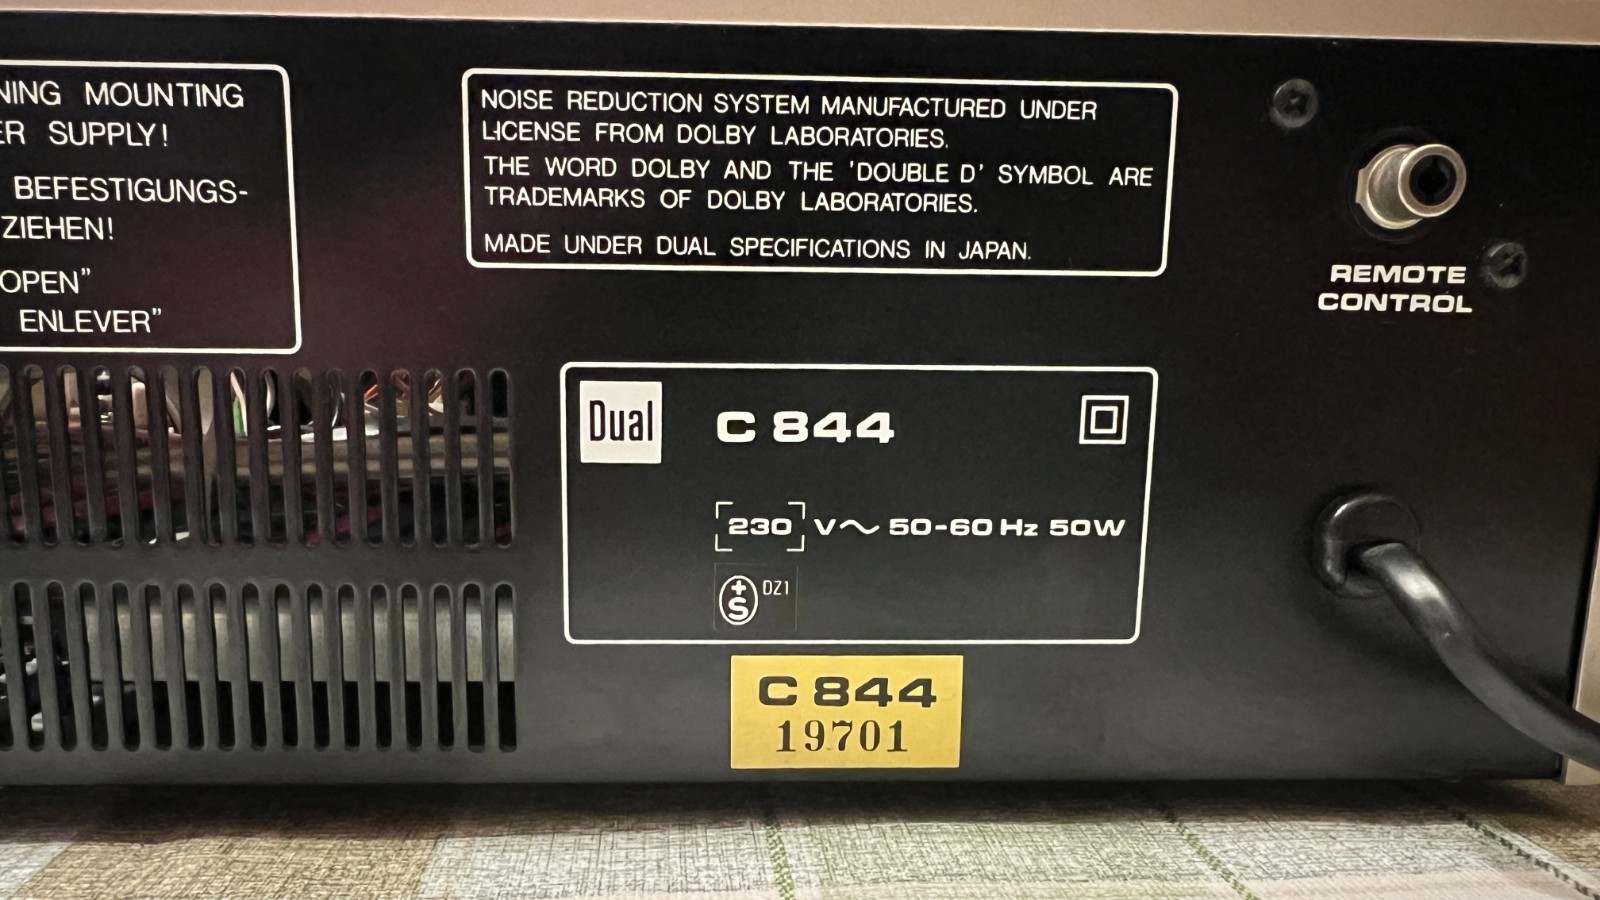 NING MOUNTING
ER SUPPLY!
BEFESTIGUNGS-
ZIEHEN!
OPEN”
ENLEVER”
NOISE REDUCTION SYSTEM MANUFACTURED UNDER
LICENSE FROM DOLBY LABORATORIES.
THE WORD DOLBY AND THE 'DOUBLE D' SYMBOL ARE
TRADEMARKS OF DOLBY LABORATORIES.
MADE UNDER DUAL SPECIFICATIONS IN JAPAN.
REMOTE
CONTROL
Dual C 844
230 V~ 50-60 Hz 50W
+S DZ1
C 844
19701